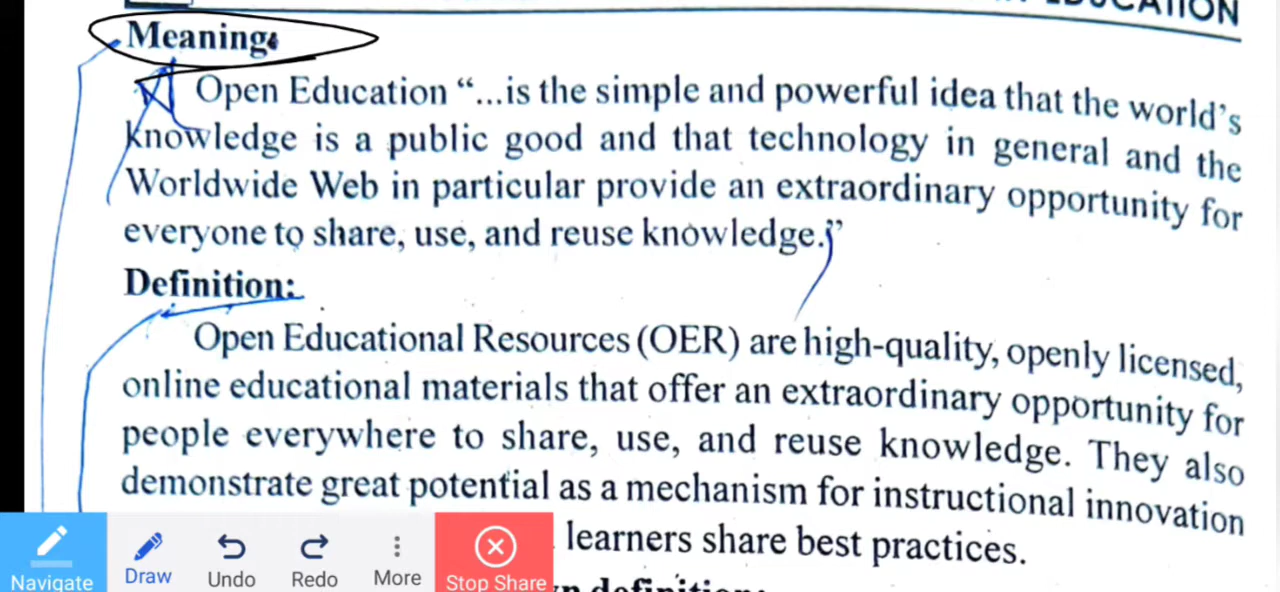 EDUCATION
Meaning:
Open Education “...is the simple and powerful idea that the world’s
knowledge is a public good and that technology in general and the
Worldwide Web in particular provide an extraordinary opportunity for
everyone to share, use, and reuse knowledge.”
Definition:
Open Educational Resources (OER) are high-quality, openly licensed,
online educational materials that offer an extraordinary opportunity for
people everywhere to share, use, and reuse knowledge. They also
demonstrate great potential as a mechanism for instructional innovation
learners share best practices.
definition:
Navigate Draw Undo Redo More Stop Share